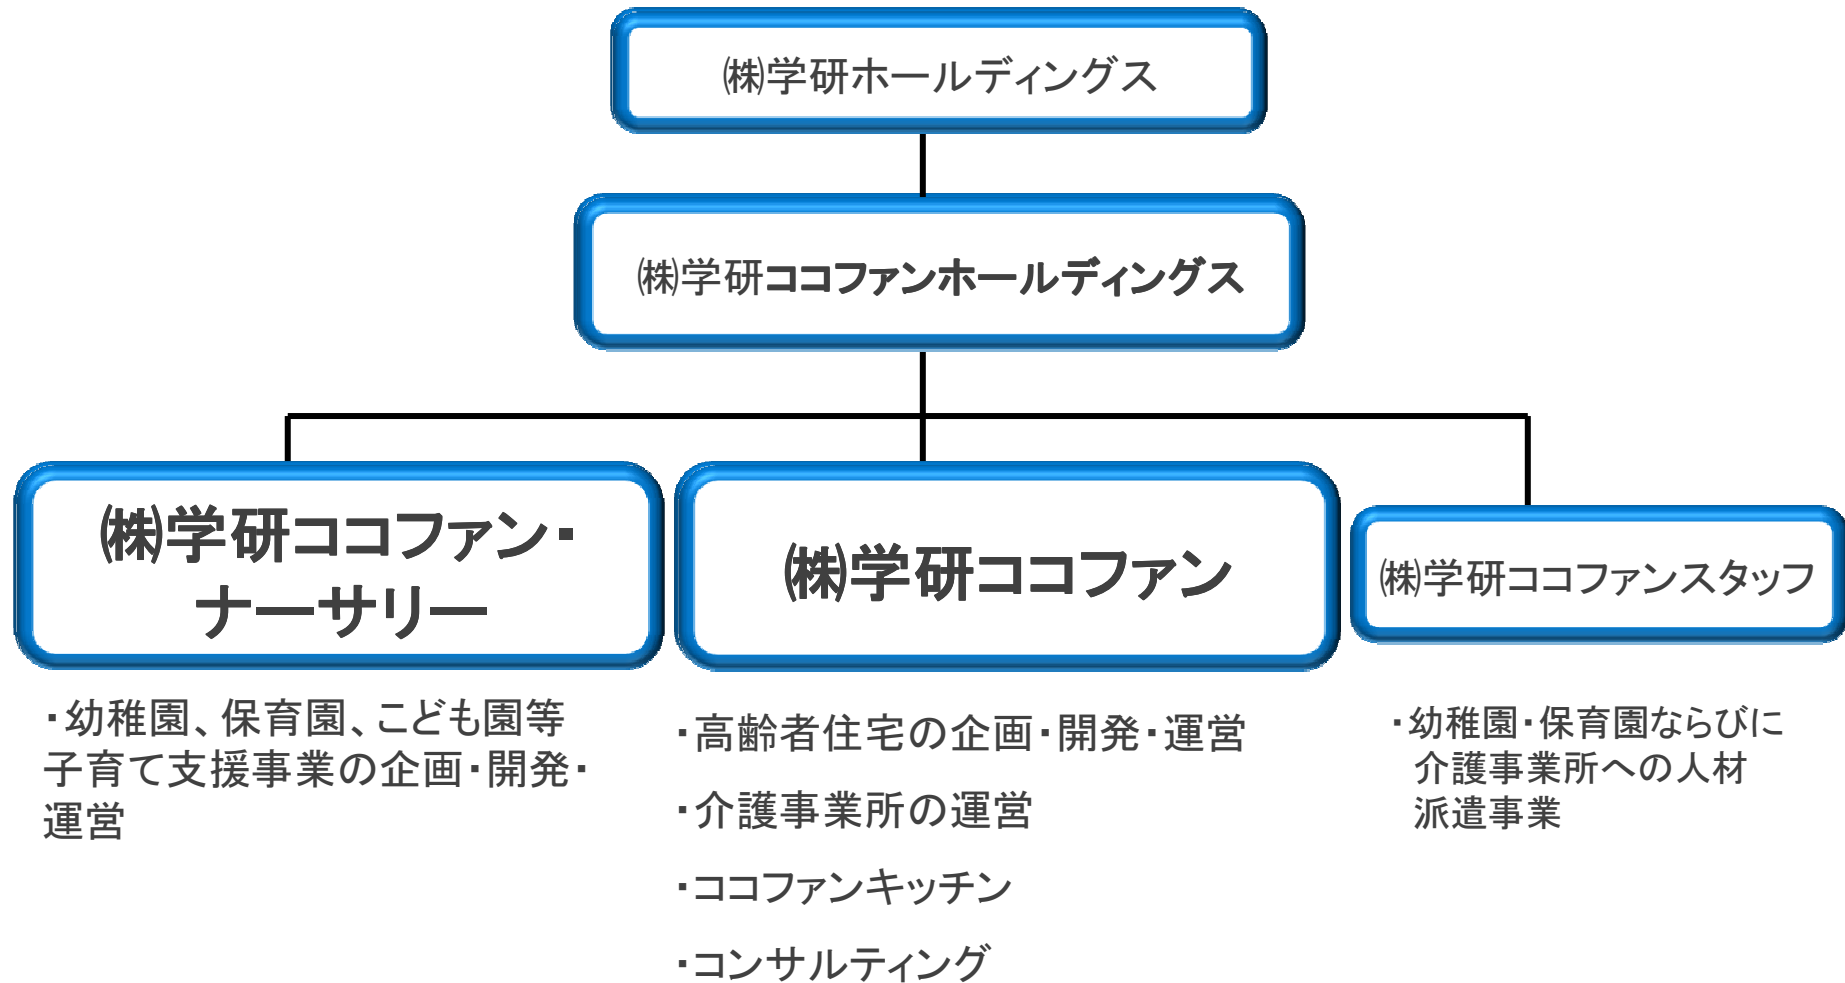 ㈱学研ホールディングス
㈱学研ココファンホールディングス
㈱学研ココファン・
ナーサリー
・幼稚園、保育園、こども園等
子育て支援事業の企画・開発・
運営
㈱学研ココファン
・高齢者住宅の企画・開発・運営
・介護事業所の運営
・ココファンキッチン
・コンサルティング
㈱学研ココファンスタッフ
・幼稚園・保育園ならびに
介護事業所への人材
派遣事業